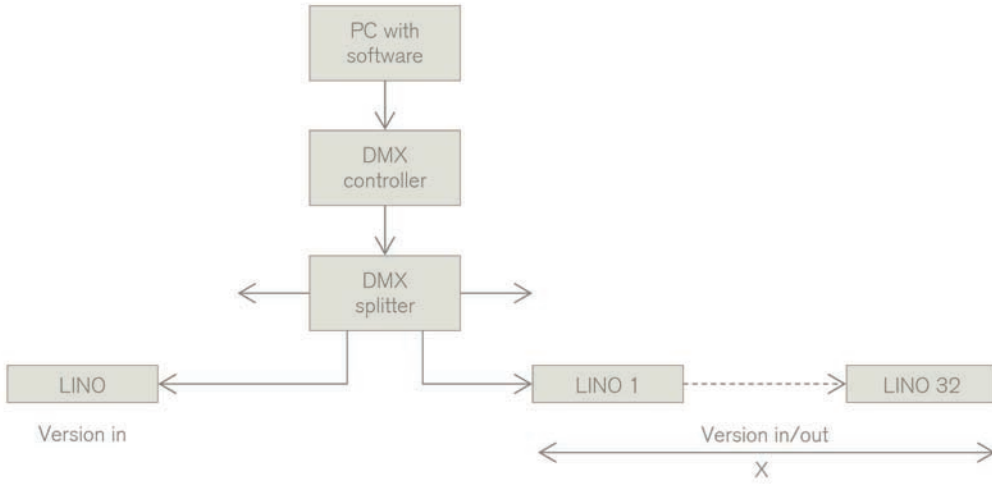 PC with
software
DMX
controller
DMX
splitter
LINO
LINO 1
LINO 32
Version in
Version in/out
X